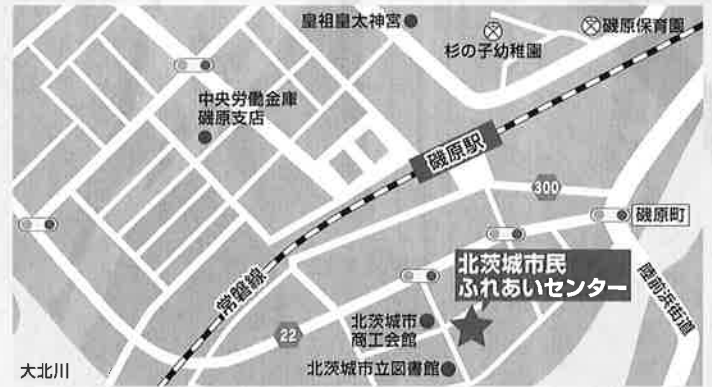 皇祖皇太神宮
杉の子幼稚園
磯原保育園
中央労働金庫
磯原支店
磯原駅
300
磯原町
北茨城市民
ふれあいセンター
常磐線
陸前浜街道
22
北茨城市
商工会館
北茨城市立図書館
大北川